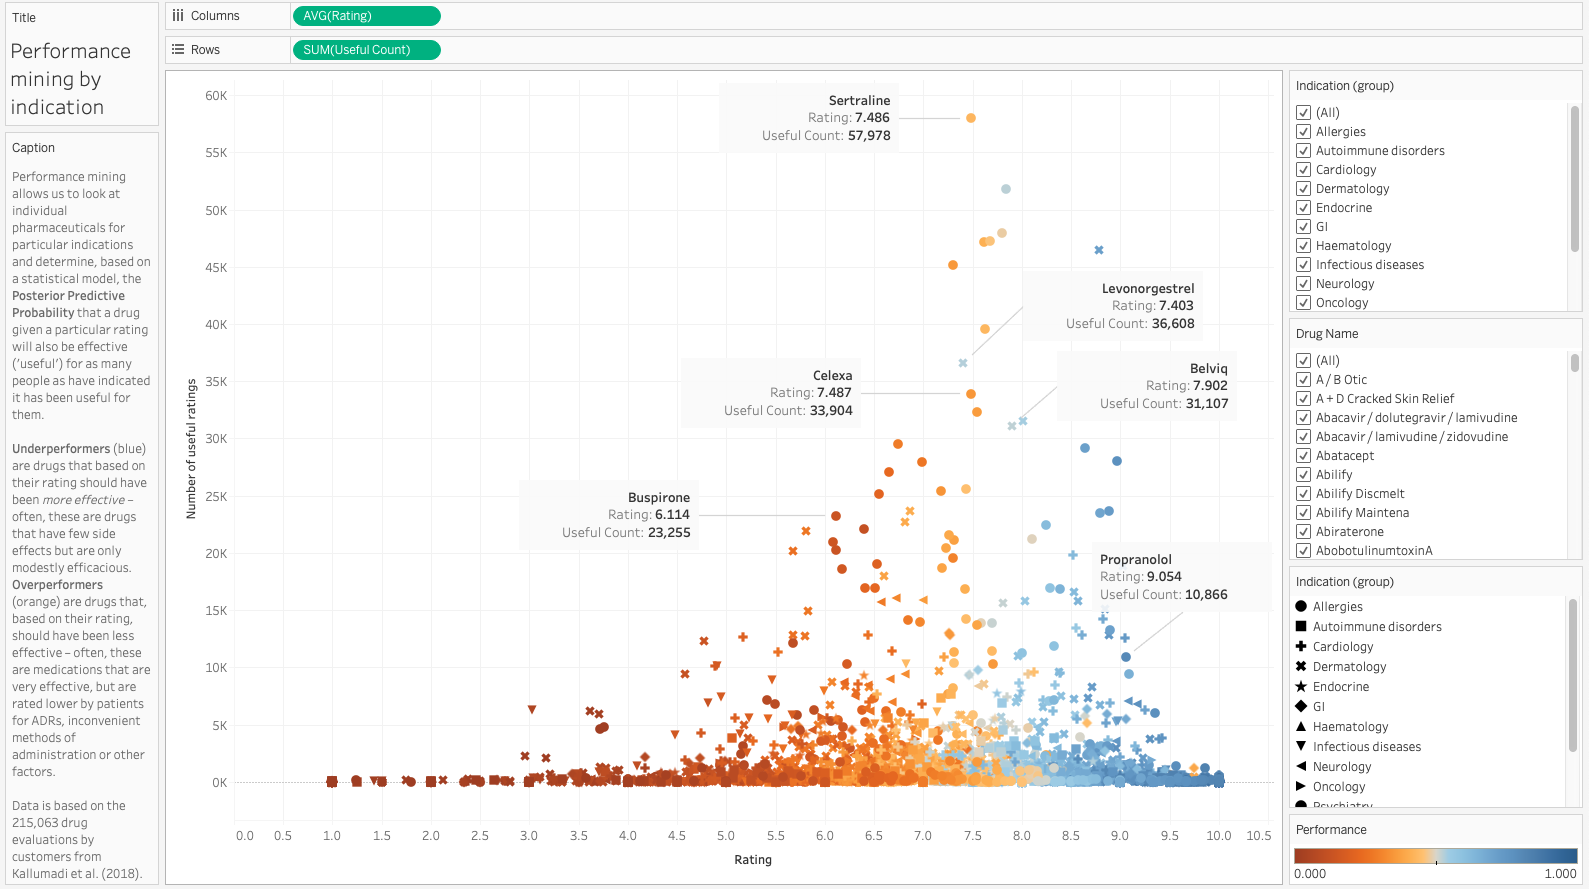 Title
Performance
mining by
indication
Caption
Performance mining
allows us to look at
individual
pharmaceuticals for
particular indications
and determine, based on
a statistical model, the
Posterior Predictive
Probability that a drug
given a particular rating
will also be effective
('useful') for as many
people as have indicated
it has been useful for
them.
Underperformers (blue)
are drugs that based on
their rating should have
been more effective –
often, these are drugs
that have few side
effects but are only
modestly efficacious.
Overperformers
(orange) are drugs that,
based on their rating,
should have been less
effective – often, these
are medications that are
very effective, but are
rated lower by patients
for ADRs, inconvenient
methods of
administration or other
factors.
Data is based on the
215,063 drug
evaluations by
customers from
Kallumadi et al. (2018).
Columns
AVG(Rating)
Rows
SUM(Useful Count)
Number of useful ratings
60K
55K
50K
45K
40K
35K
30K
25K
20K
15K
10K
5K
0K
Sertraline
Rating: 7.486
Useful Count: 57,978
Levonorgestrel
Rating: 7.403
Useful Count: 36,608
Celexa
Rating: 7.487
Useful Count: 33,904
Belviq
Rating: 7.902
Useful Count: 31,107
Buspirone
Rating: 6.114
Useful Count: 23,255
Propranolol
Rating: 9.054
Useful Count: 10,866
0.0 0.5 1.0 1.5 2.0 2.5 3.0 3.5 4.0 4.5 5.0 5.5 6.0 6.5 7.0 7.5 8.0 8.5 9.0 9.5 10.0 10.5
Rating
Indication (group)
(All)
Allergies
Autoimmune disorders
Cardiology
Dermatology
Endocrine
GI
Haematology
Infectious diseases
Neurology
Oncology
Drug Name
(All)
A / B Otic
A + D Cracked Skin Relief
Abacavir / dolutegravir / lamivudine
Abacavir / lamivudine / zidovudine
Abatacept
Abilify
Abilify Discmelt
Abilify Maintena
Abiraterone
AbobotulinumtoxinA
Indication (group)
Allergies
Autoimmune disorders
Cardiology
Dermatology
Endocrine
GI
Haematology
Infectious diseases
Neurology
Oncology
Psychiatry
Performance
0.000 1.000